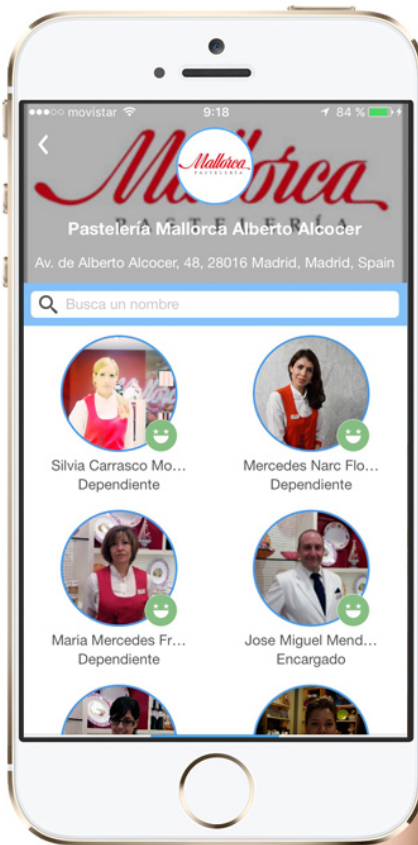 movistar 9:18 84 %
Mallorca
PASTELERÍA
Mallorca
PASTELERÍA
Pastelería Mallorca Alberto Alcocer
Av. de Alberto Alcocer, 48, 28016 Madrid, Madrid, Spain
Busca un nombre
Silvia Carrasco Mo... Mercedes Narc Flo...
Dependiente Dependiente
Maria Mercedes Fr... Jose Miguel Mend...
Dependiente Encargado